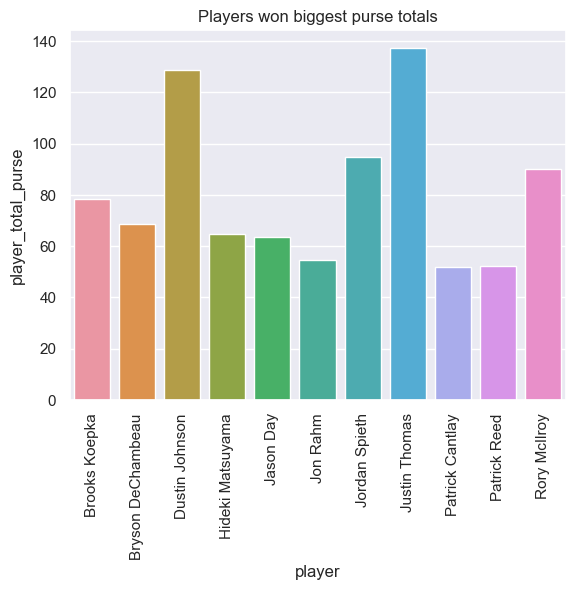 Players won biggest purse totals
player_total_purse
140
120
100
80
60
40
20
0
Brooks Koepka
Bryson DeChambeau
Dustin Johnson
Hideki Matsuyama
Jason Day
Jon Rahm
Jordan Spieth
Justin Thomas
Patrick Cantlay
Patrick Reed
Rory McIlroy
player